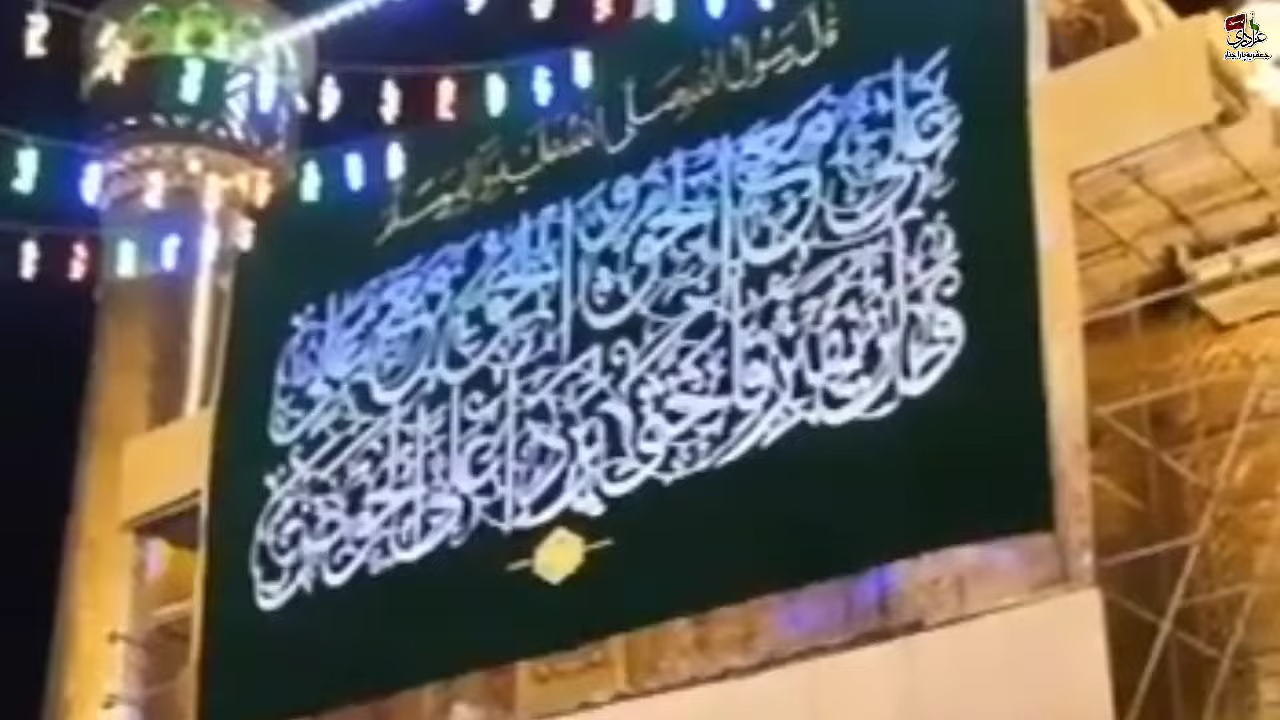 قال رسول الله صلى الله عليه وآله وسلم
علي مع الحق والحق مع علي
ولن يفترقا حتى يردا علي الحوض
عزاداری